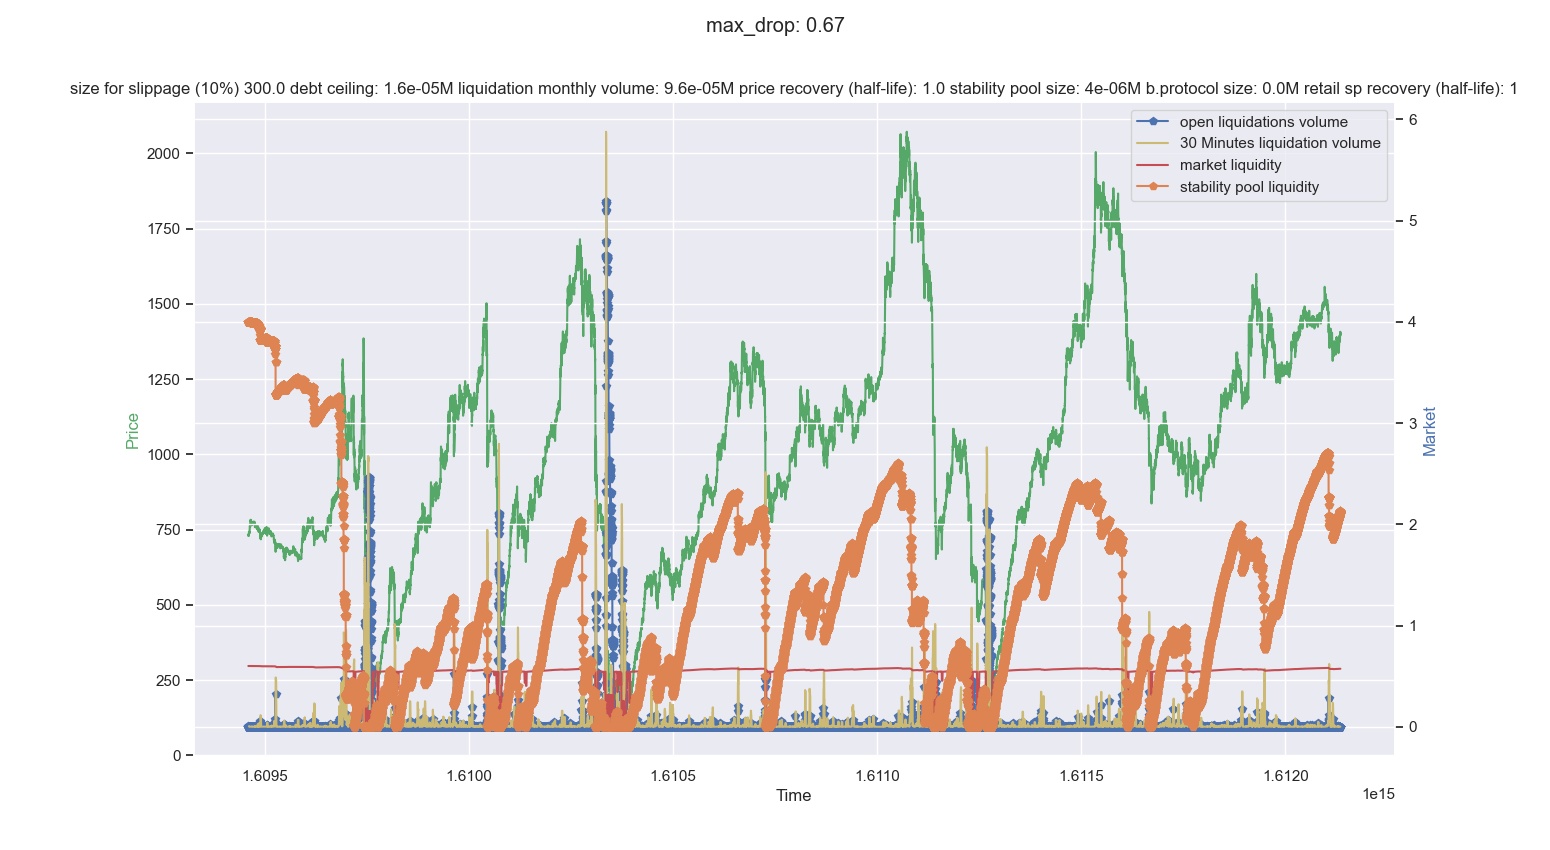 max_drop: 0.67
size for slippage (10%) 300.0 debt ceiling: 1.6e-05M liquidation monthly volume: 9.6e-05M price recovery (half-life): 1.0 stability pool size: 4e-06M b.protocol size: 0.0M retail sp recovery (half-life): 1
open liquidations volume
30 Minutes liquidation volume
market liquidity
stability pool liquidity
2000
1750
1500
1250
1000
750
500
250
0
Price
6
5
4
3
2
1
0
Market
1.6095
1.6100
1.6105
1.6110
1.6115
1.6120
1e15
Time